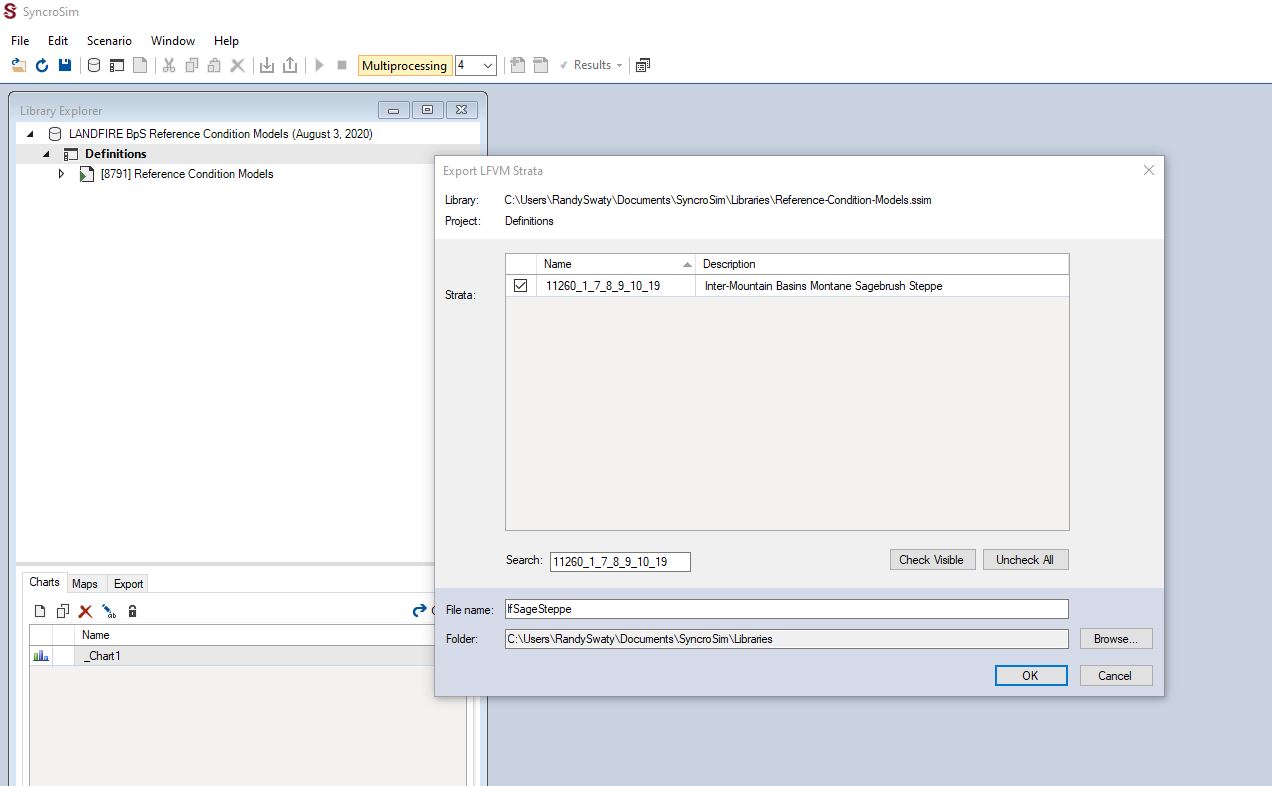 SyncroSim
File Edit Scenario Window Help
Multiprocessing 4 Results
Library Explorer
LANDFIRE BpS Reference Condition Models (August 3, 2020)
Definitions
[8791] Reference Condition Models
Export LFVM Strata
Library: C:\Users\RandySwaty\Documents\SyncroSim\Libraries\Reference-Condition-Models.ssim
Project: Definitions
Name Description
Strata:
11260_1_7_8_9_10_19 Inter-Mountain Basins Montane Sagebrush Steppe
Search: 11260_1_7_8_9_10_19 Check Visible Uncheck All
Charts Maps Export
File name: lfSageSteppe
Name
Folder: C:\Users\RandySwaty\Documents\SyncroSim\Libraries Browse...
_Chart1
OK Cancel